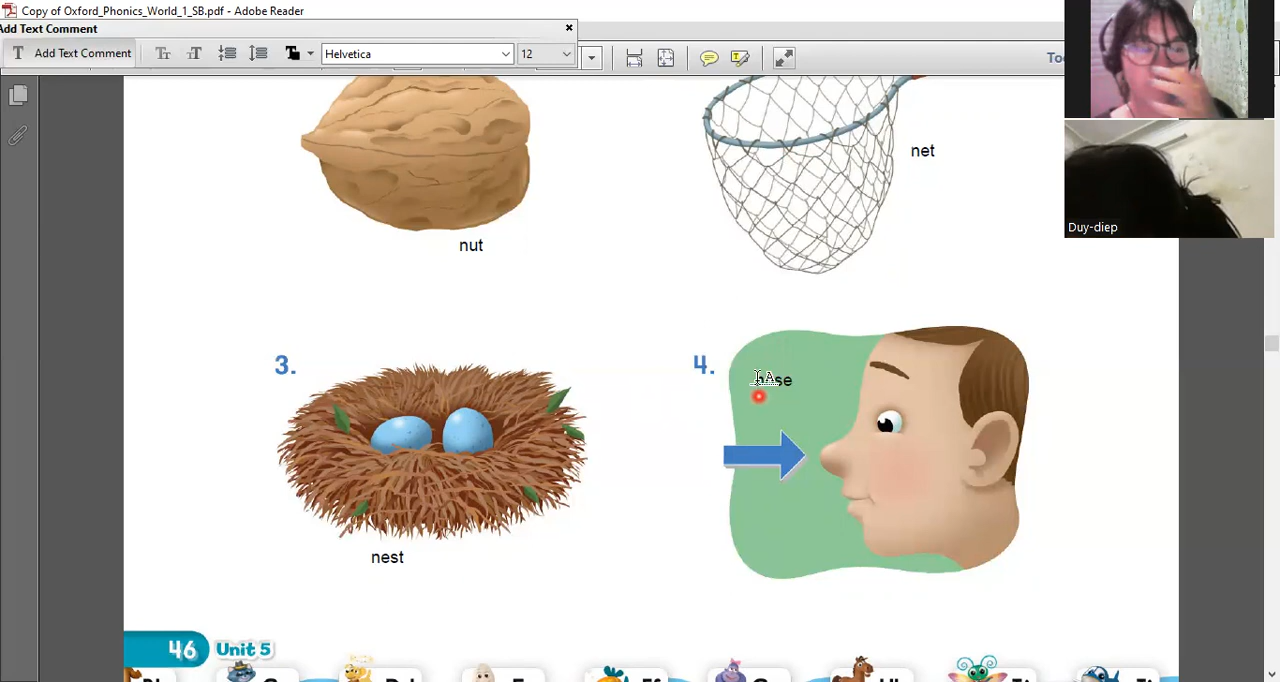 Copy of Oxford_Phonics_World_1_SB.pdf - Adobe Reader
Add Text Comment
T Add Text Comment Helvetica 12
nut
net
3.
4.
nest
46 Unit 5
Duy-diep